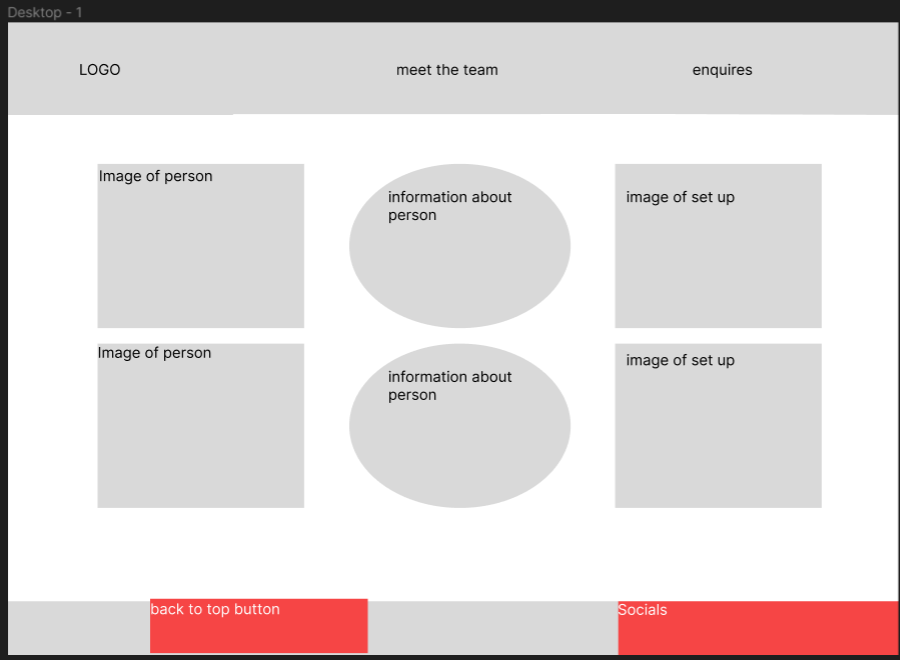 Desktop - 1
LOGO
meet the team
enquires
Image of person
information about
person
image of set up
Image of person
information about
person
image of set up
back to top button
Socials